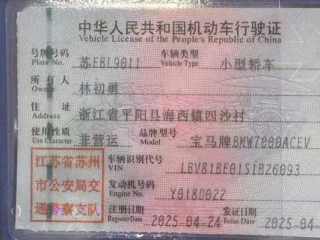 中华人民共和国机动车行驶证
Vehicle License of the People's Republic of China
号牌号码 苏FBL9011 车辆类型 小型轿车
Plate No. Vehicle Type
所有人 林初勇
Owner
住址 浙江省平阳县海西镇四沙村
Address
使用性质 非营运 品牌型号 宝马牌BMW7000ACEV
Use Character Model
江苏省苏州 车辆识别代号 LBV81BE01S1B26093
VIN
市公安局交 发动机号码 Y0180022
Engine No.
通警察支队 注册日期 2025-04-24 发证日期 2025-04
Register Date Issue Date